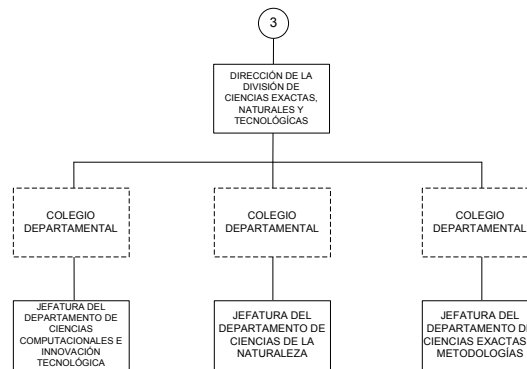 3
DIRECCIÓN DE LA
DIVISIÓN DE
CIENCIAS EXACTAS,
NATURALES Y
TECNOLÓGÍCAS
COLEGIO
DEPARTAMENTAL
COLEGIO
DEPARTAMENTAL
COLEGIO
DEPARTAMENTAL
JEFATURA DEL
DEPARTAMENTO DE
CIENCIAS
COMPUTACIONALES E
INNOVACIÓN
TECNOLÓGICA
JEFATURA DEL
DEPARTAMENTO DE
CIENCIAS DE LA
NATURALEZA
JEFATURA DEL
DEPARTAMENTO
CIENCIAS EXACTAS
METODOLOGÍAS